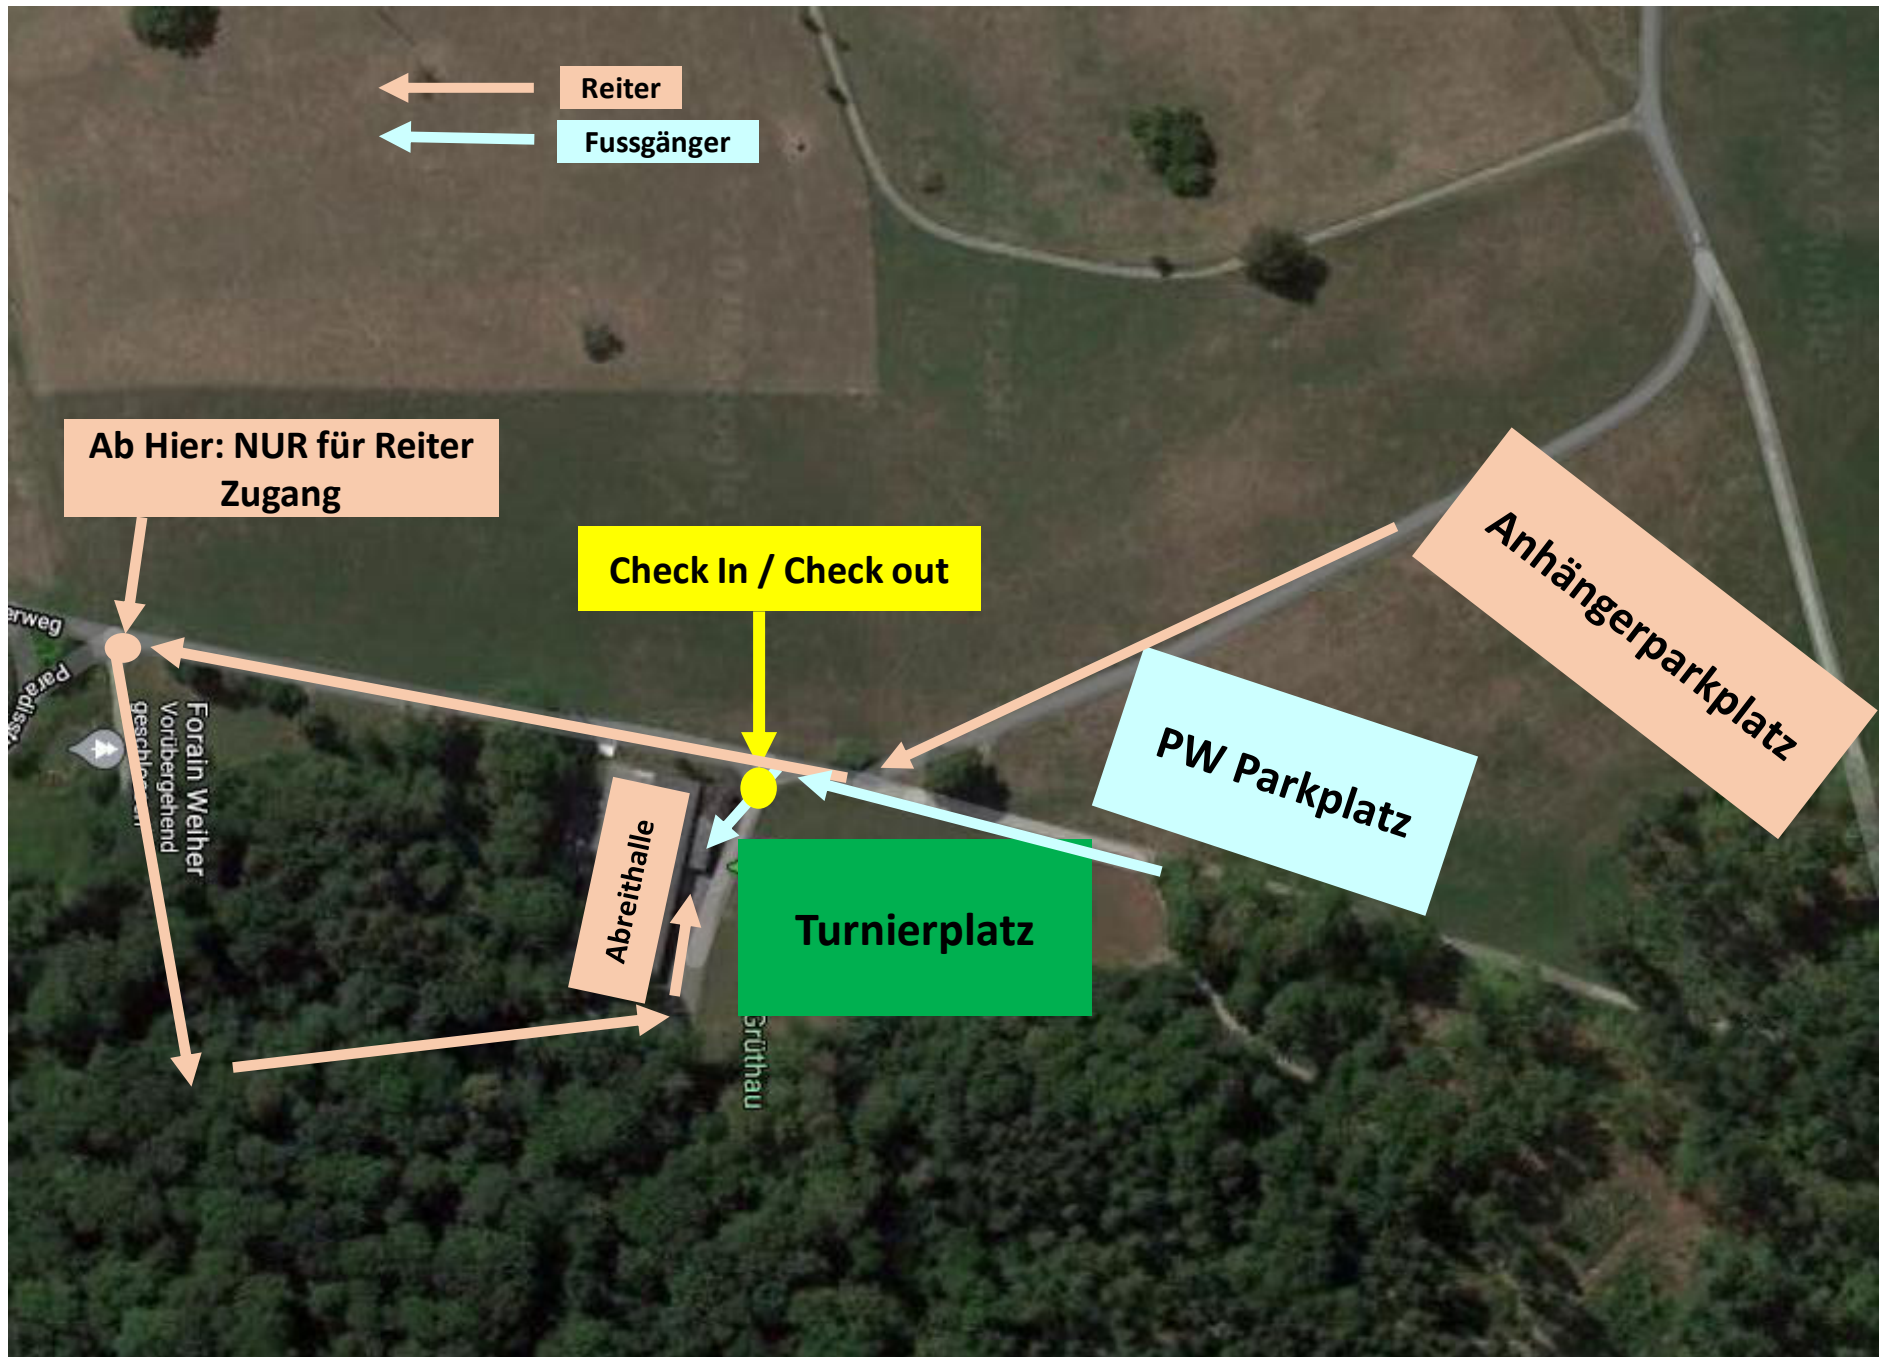 Reiter
Fussgänger
Ab Hier: NUR für Reiter
Zugang
Check In / Check out
Anhängerparkplatz
PW Parkplatz
erweg
Forain Weiher
Vorübergehend
Abreithalle
Turnierplatz
Grüthau